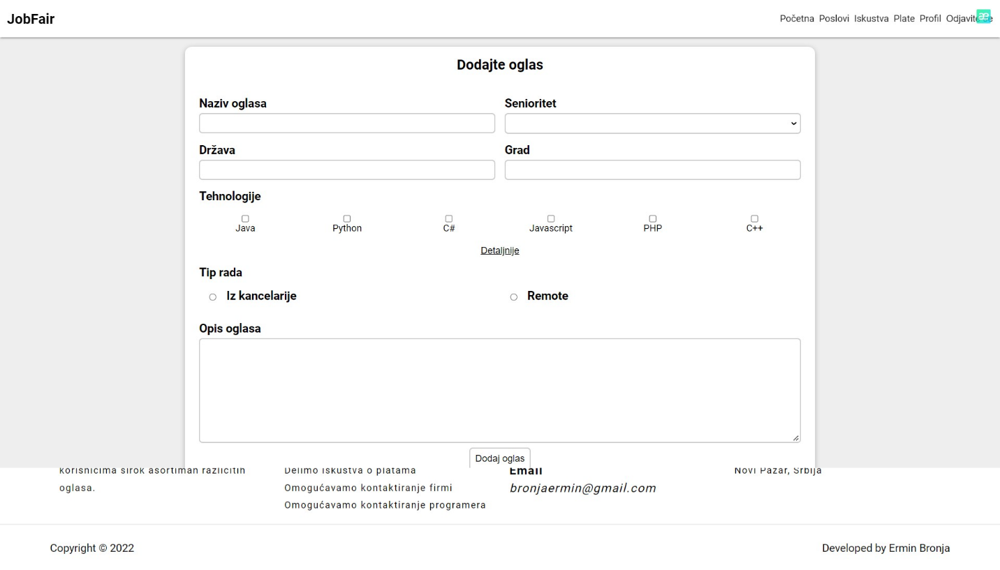 JobFair
Početna Poslovi Iskustva Plate Profil Odjavite se
Dodajte oglas
Naziv oglasa Senioritet
Država Grad
Tehnologije
Java Python C# Javascript PHP C++
Detaljnije
Tip rada
Iz kancelarije Remote
Opis oglasa
Dodaj oglas
korisnicima širok asortiman različitih Delimo iskustva o platama Email Novi Pazar, Srbija
oglasa. Omogućavamo kontaktiranje firmi bronjaermin@gmail.com
Omogućavamo kontaktiranje programera
Copyright © 2022 Developed by Ermin Bronja